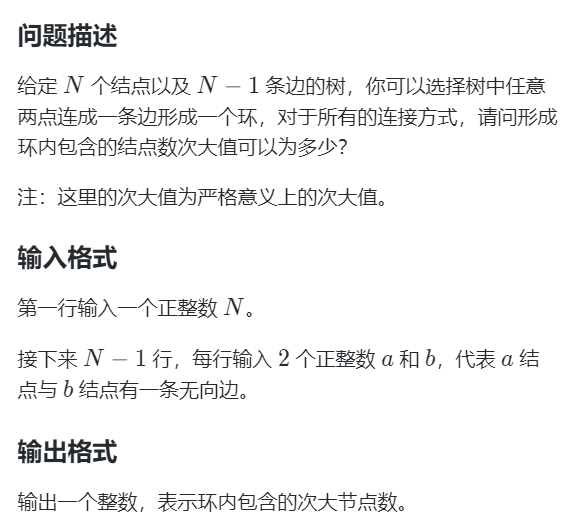 问题描述
给定 N 个结点以及 N − 1 条边的树，你可以选择树中任意
两点连成一条边形成一个环，对于所有的连接方式，请问形成
环内包含的结点数次大值可以为多少？
注：这里的次大值为严格意义上的次大值。
输入格式
第一行输入一个正整数 N。
接下来 N − 1 行，每行输入 2 个正整数 a 和 b，代表 a 结
点与 b 结点有一条无向边。
输出格式
输出一个整数，表示环内包含的次大节点数。